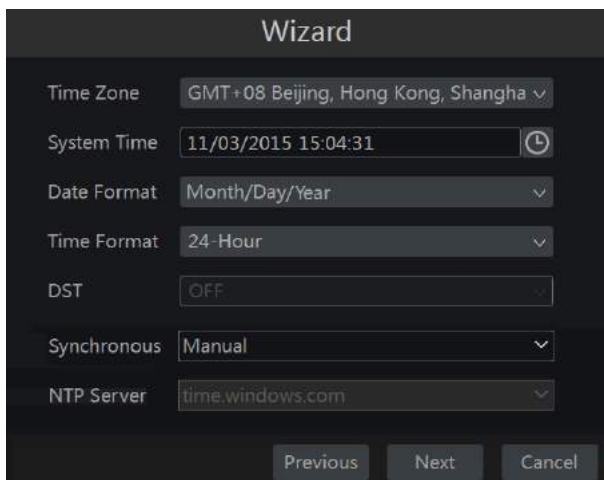 Wizard
Time Zone GMT+08 Beijing, Hong Kong, Shangha
System Time 11/03/2015 15:04:31
Date Format Month/Day/Year
Time Format 24-Hour
DST OFF
Synchronous Manual
NTP Server time.windows.com
Previous Next Cancel